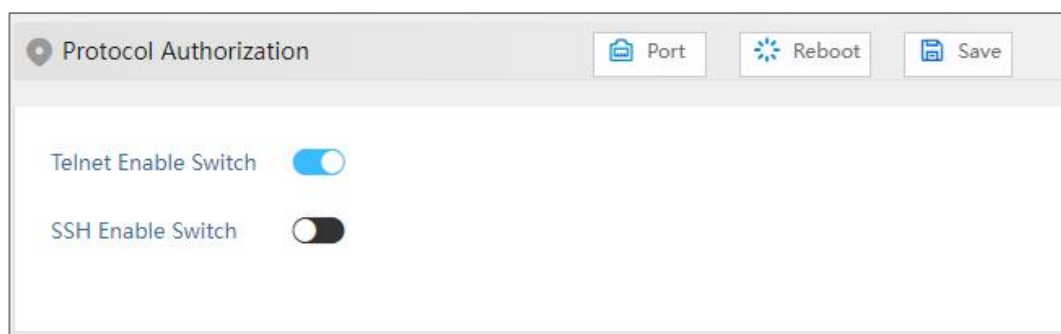 Protocol Authorization
Port
Reboot
Save
Telnet Enable Switch
SSH Enable Switch